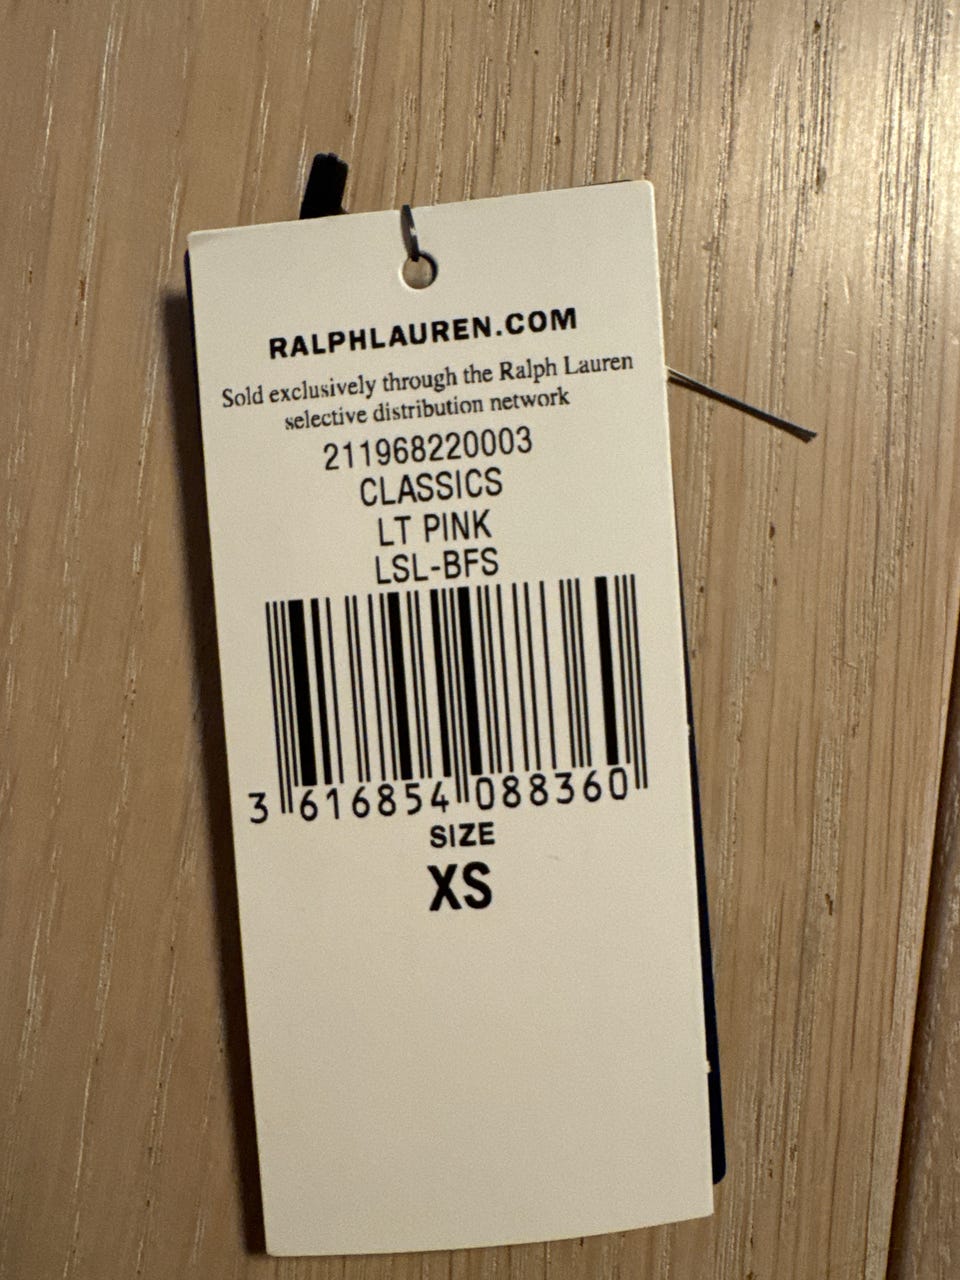 RALPHLAUREN.COM
Sold exclusively through the Ralph Lauren
selective distribution network
211968220003
CLASSICS
LT PINK
LSL-BFS
3 616854 088360
SIZE
XS